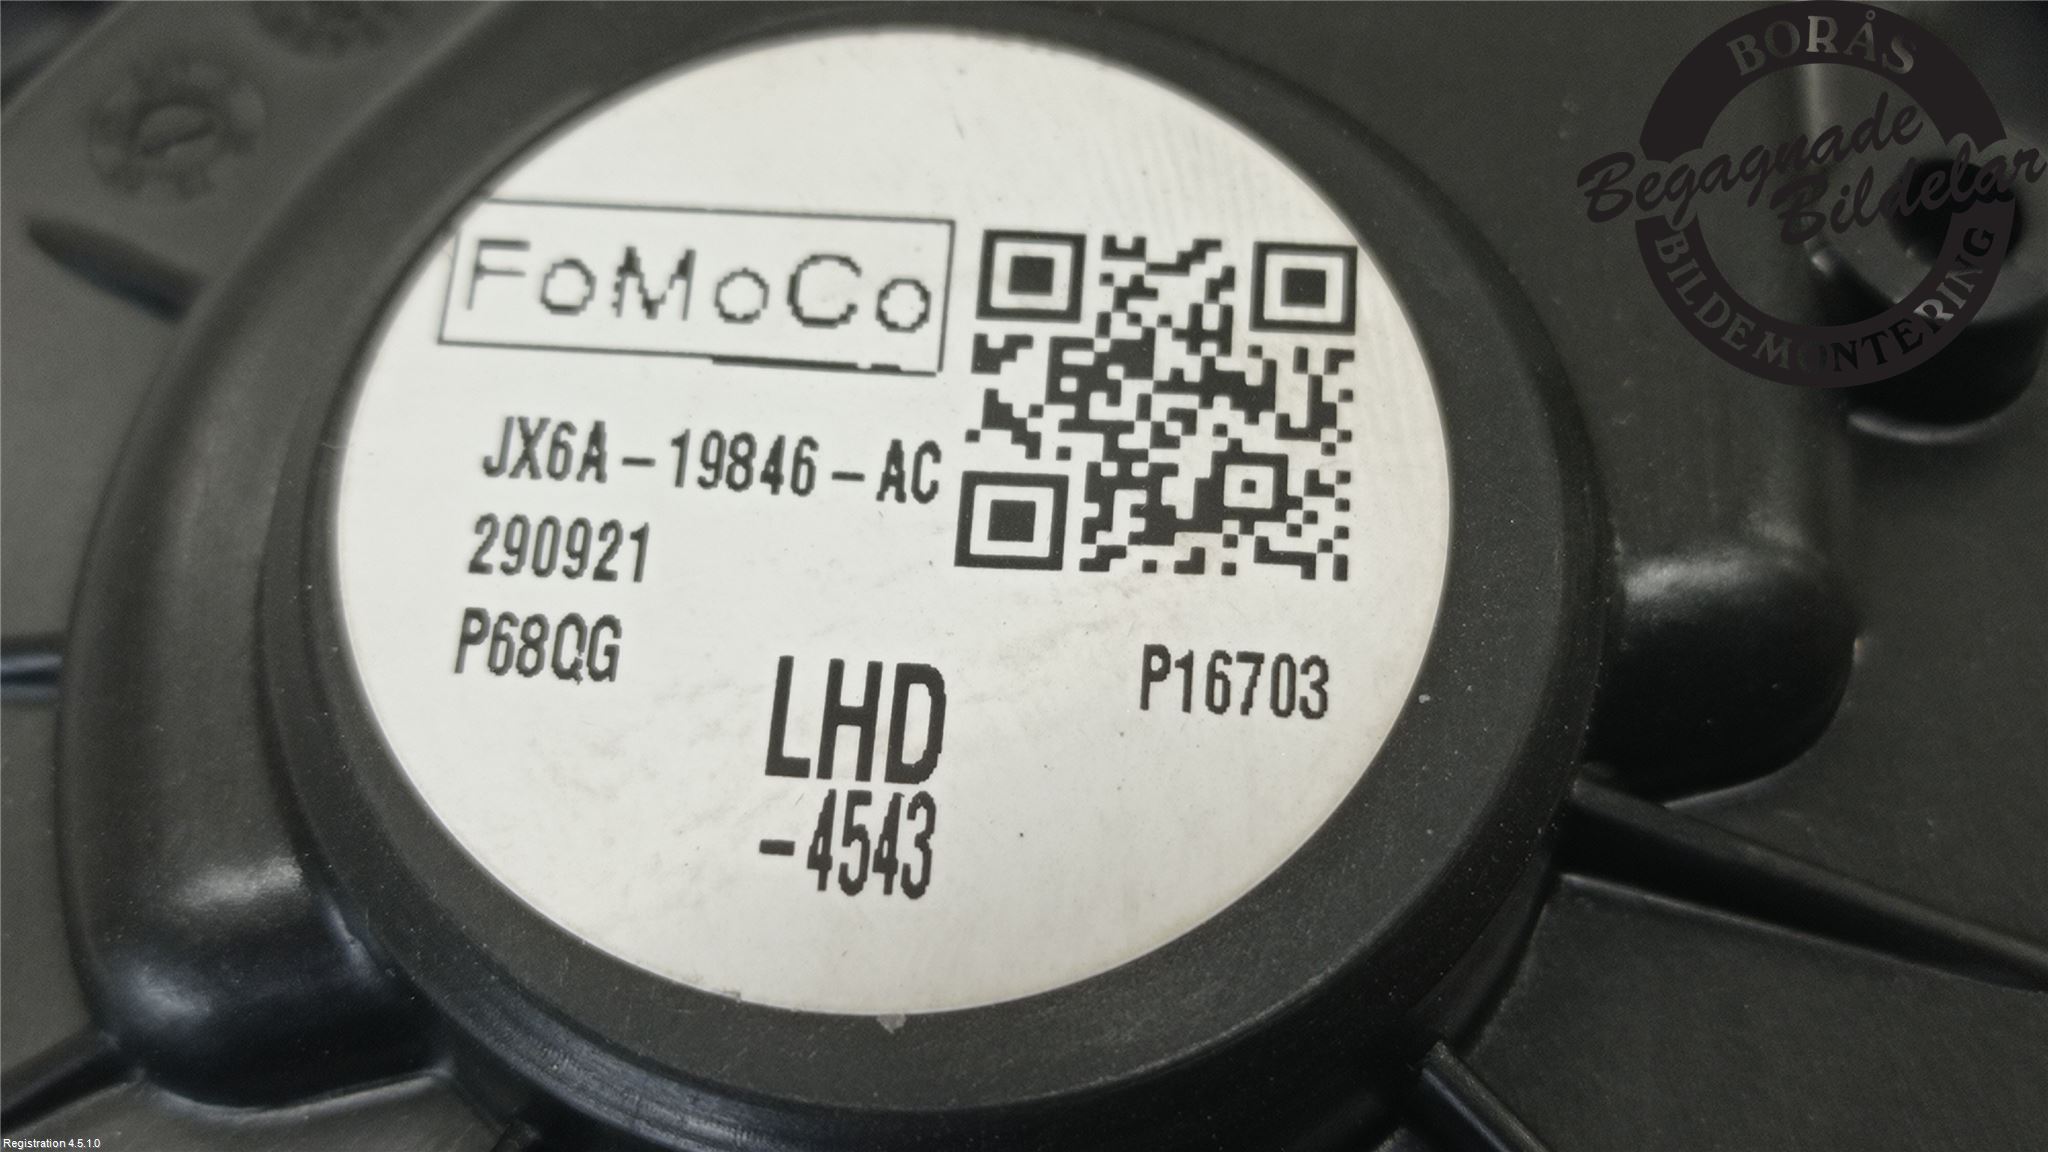 BORÅS
Begagnade
Bildelar
BILDEMONTERING
FoMoCo
JX6A-19846-AC
290921
P68QG
P16703
LHD
-4543
Registration 4.5.1.0